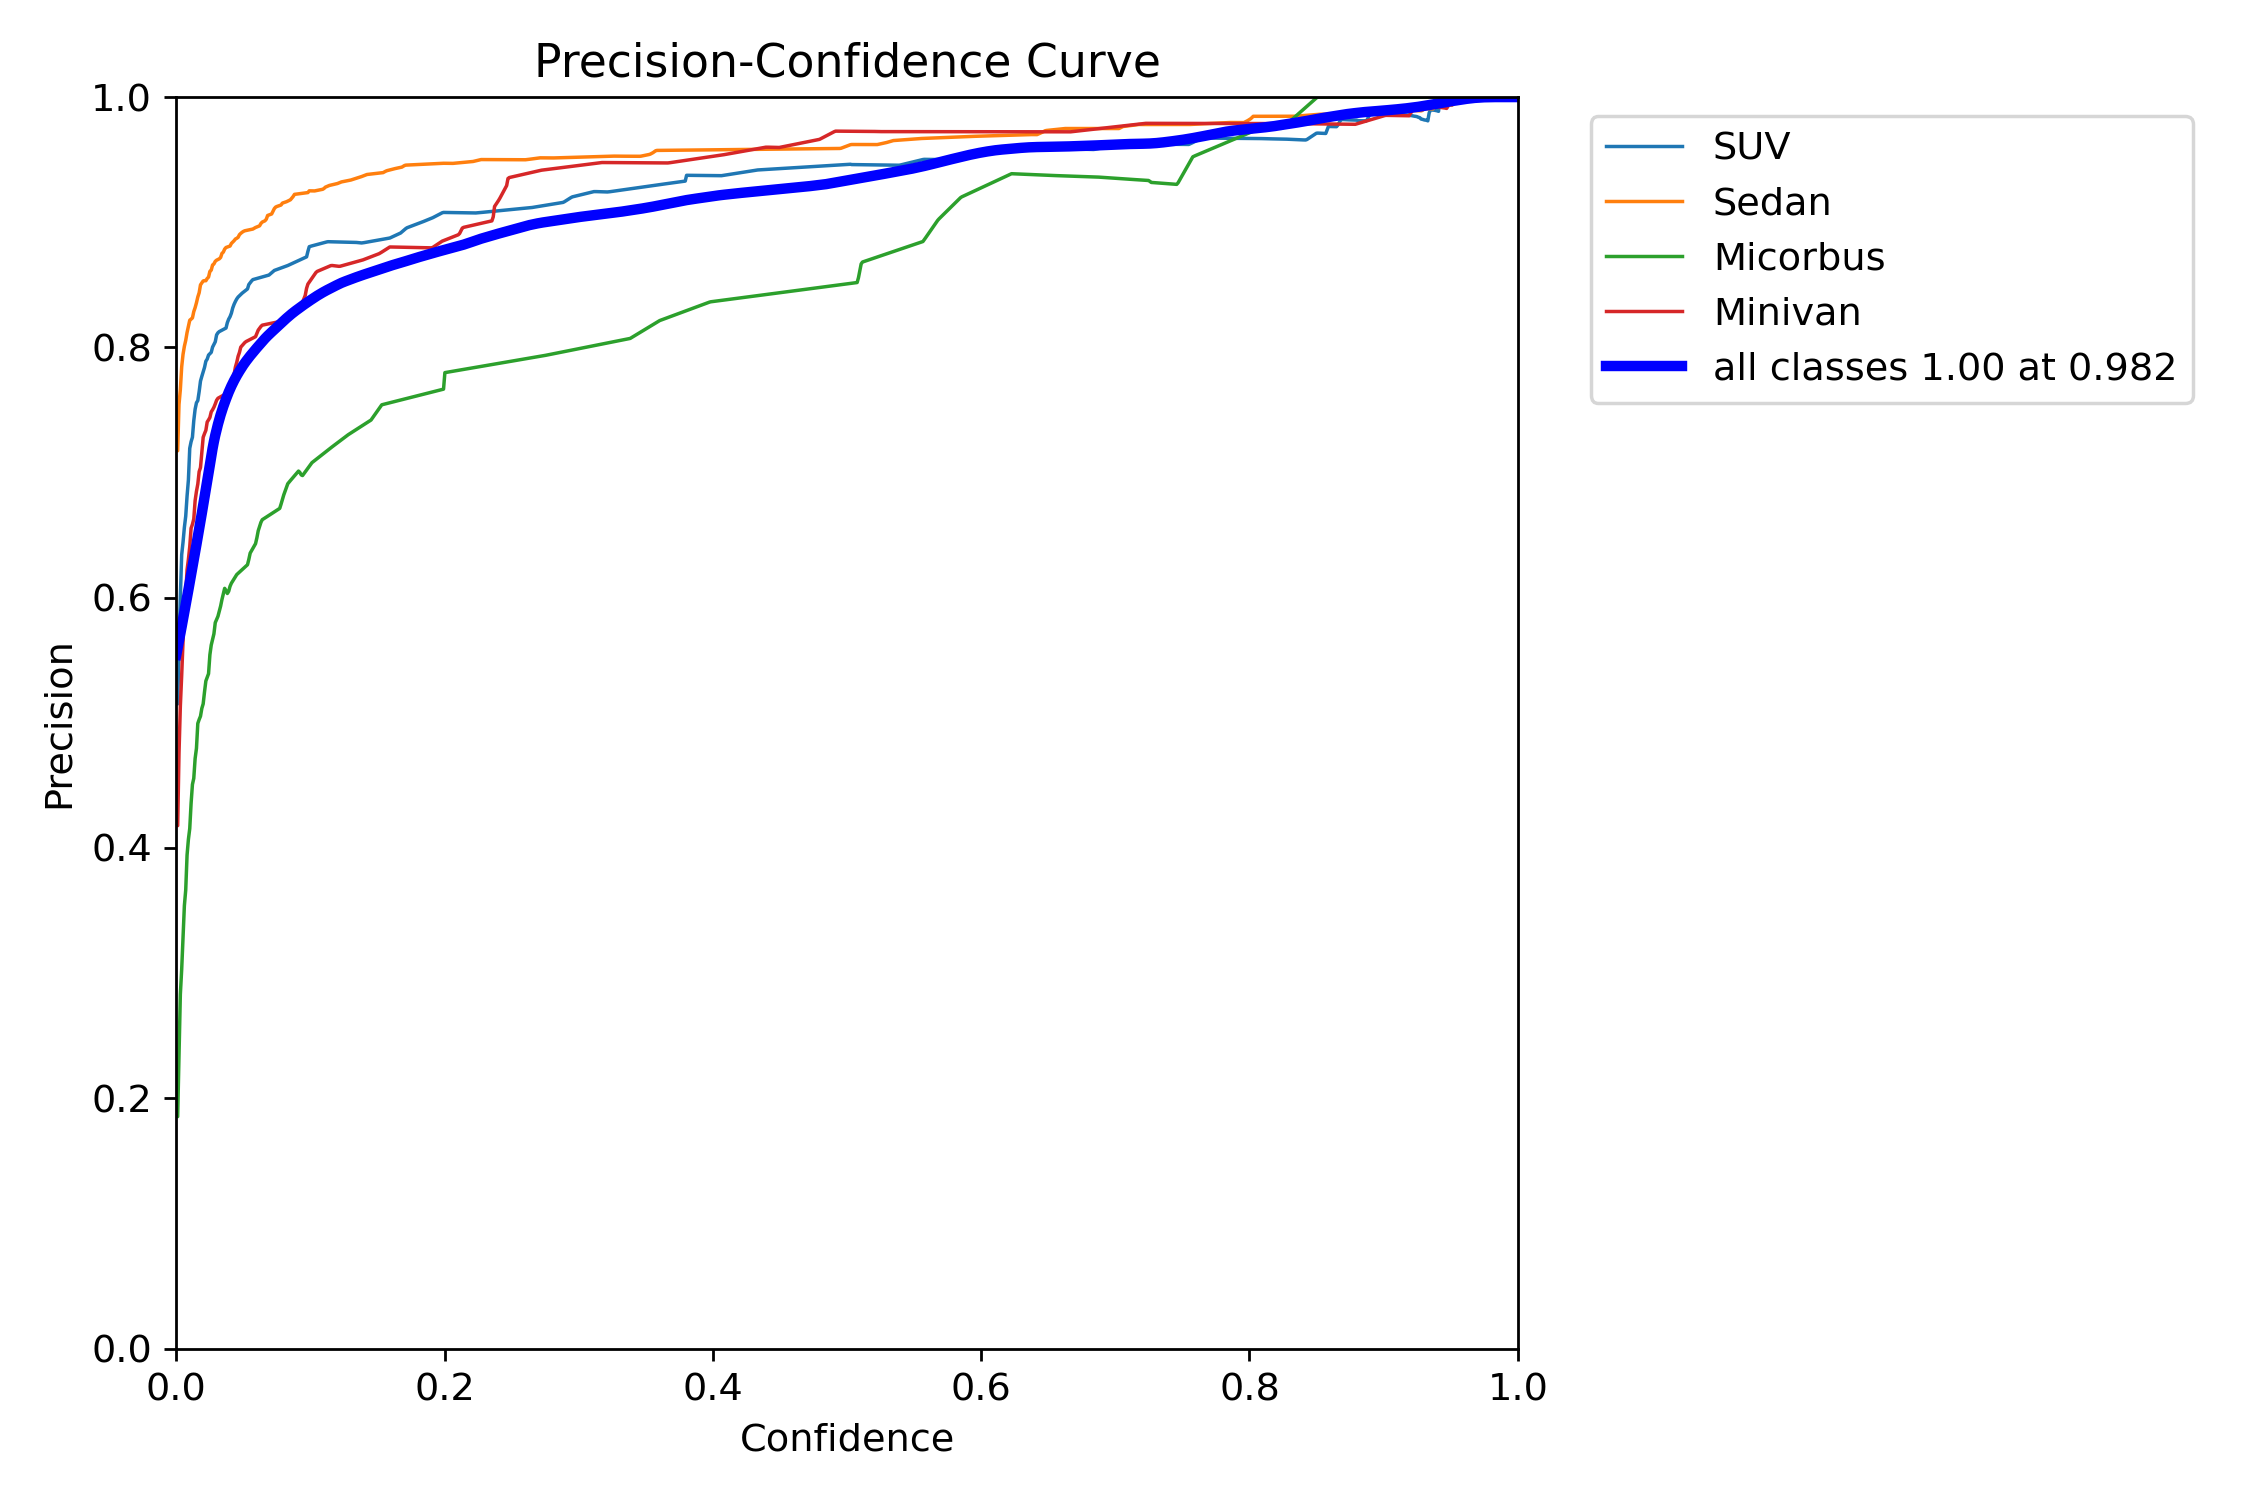 Precision-Confidence Curve
1.0
0.8
0.6
0.4
0.2
0.0
Precision
0.0 0.2 0.4 0.6 0.8 1.0
Confidence
SUV
Sedan
Micorbus
Minivan
all classes 1.00 at 0.982